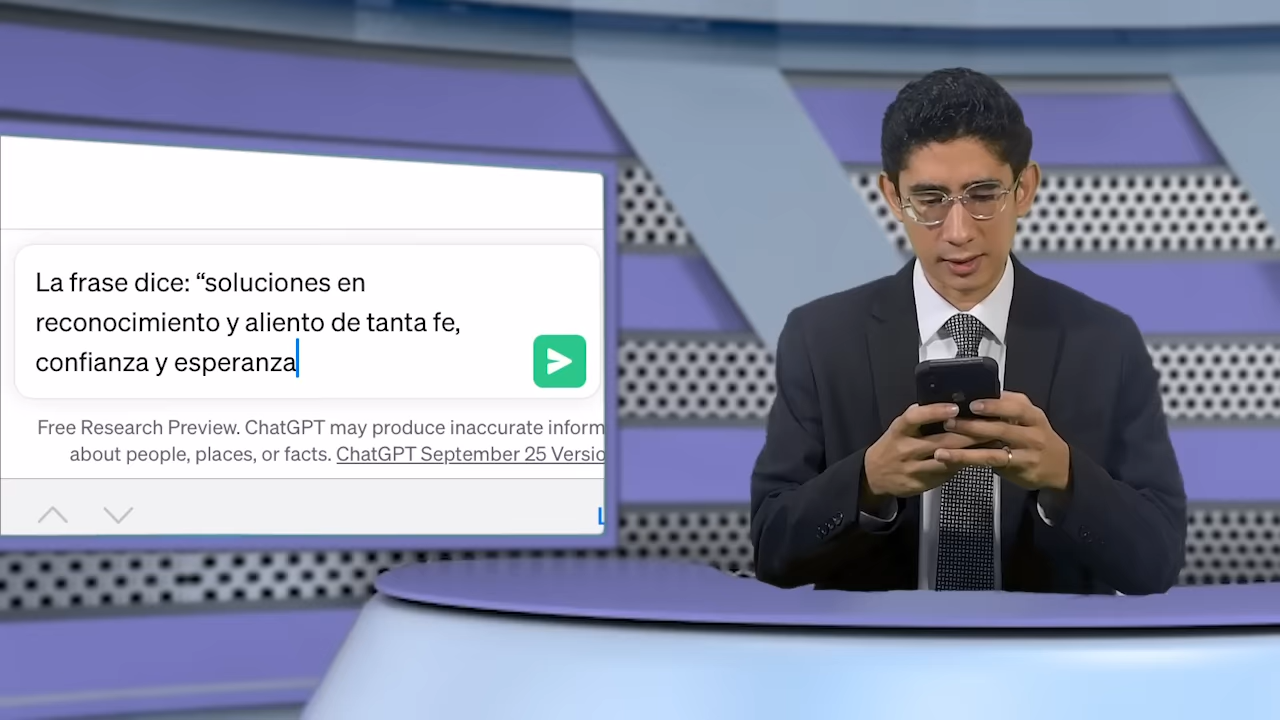 La frase dice: “soluciones en
reconocimiento y aliento de tanta fe,
confianza y esperanza
Free Research Preview. ChatGPT may produce inaccurate inform
about people, places, or facts. ChatGPT September 25 Versio